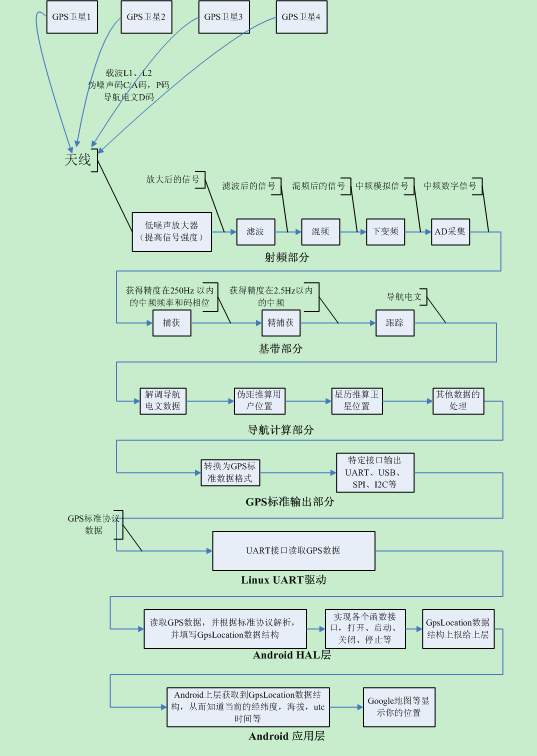 GPS卫星1
GPS卫星2
GPS卫星3
GPS卫星4
载波L1、L2
伪噪声码C/A码，P码
导航电文D码
天线
放大后的信号
滤波后的信号
混频后的信号
中频模拟信号
中频数字信号
低噪声放大器
（提高信号强度）
滤波
混频
下变频
AD采集
射频部分
获得精度在250Hz 以内
的中频频率和码相位
获得精度在2.5Hz以内
的中频
导航电文
捕获
精捕获
跟踪
基带部分
解调导航
电文数据
伪距推算用
户位置
星历推算卫
星位置
其他数据的
处理
导航计算部分
转换为GPS标
准数据格式
特定接口输出
UART、USB、
SPI、I2C等
GPS标准输出部分
GPS标准协议
数据
UART接口读取GPS数据
Linux UART驱动
读取GPS数据，并根据标准协议解析，
并填写GpsLocation数据结构
实现各个函数接
口，打开、启动、
关闭、停止等
GpsLocation数据
结构上报给上层
Android HAL层
Android上层获取到GpsLocation数据结
构，从而知道当前的经纬度，海拔，utc
时间等
Google地图等显
示你的位置
Android 应用层